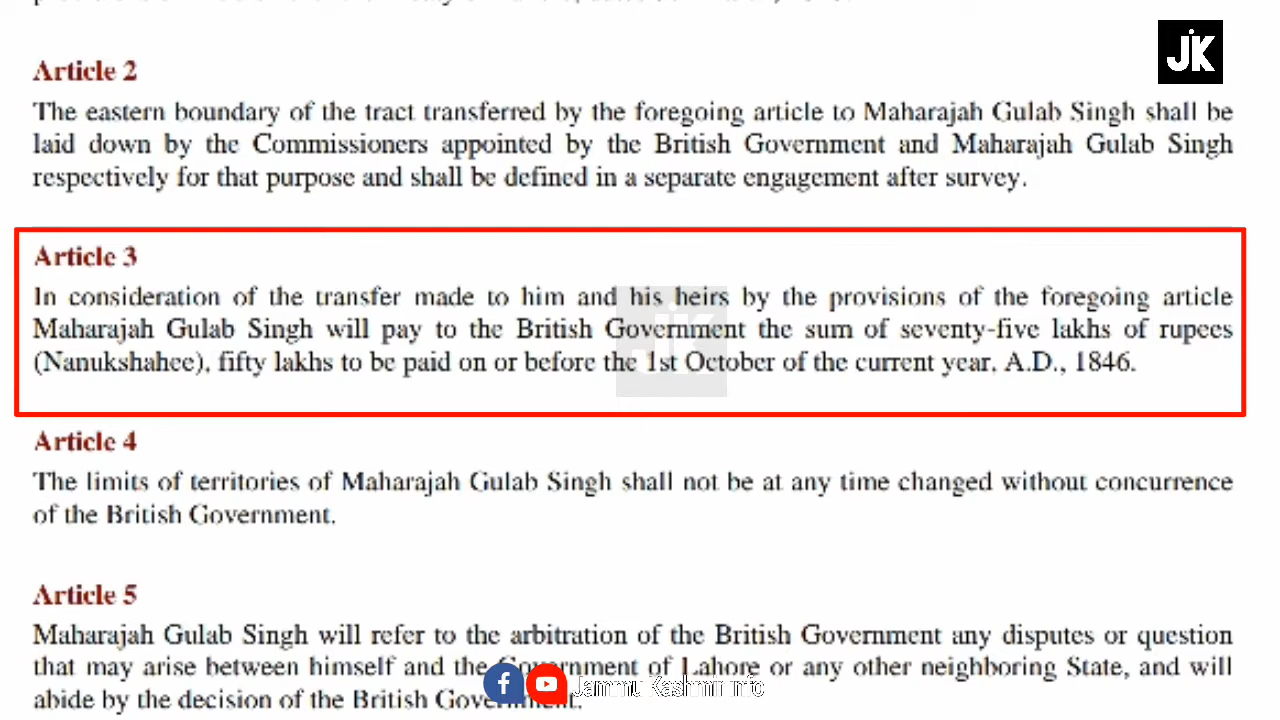 JK
Article 2
The eastern boundary of the tract transferred by the foregoing article to Maharajah Gulab Singh shall be
laid down by the Commissioners appointed by the British Government and Maharajah Gulab Singh
respectively for that purpose and shall be defined in a separate engagement after survey.
Article 3
In consideration of the transfer made to him and his heirs by the provisions of the foregoing article
Maharajah Gulab Singh will pay to the British Government the sum of seventy-five lakhs of rupees
(Nanukshahee), fifty lakhs to be paid on or before the 1st October of the current year. A.D., 1846.
JK
Article 4
The limits of territories of Maharajah Gulab Singh shall not be at any time changed without concurrence
of the British Government.
Article 5
Maharajah Gulab Singh will refer to the arbitration of the British Government any disputes or question
that may arise between himself and the Government of Lahore or any other neighboring State, and will
abide by the decision of the British Government.
f Jammu Kashmir Info